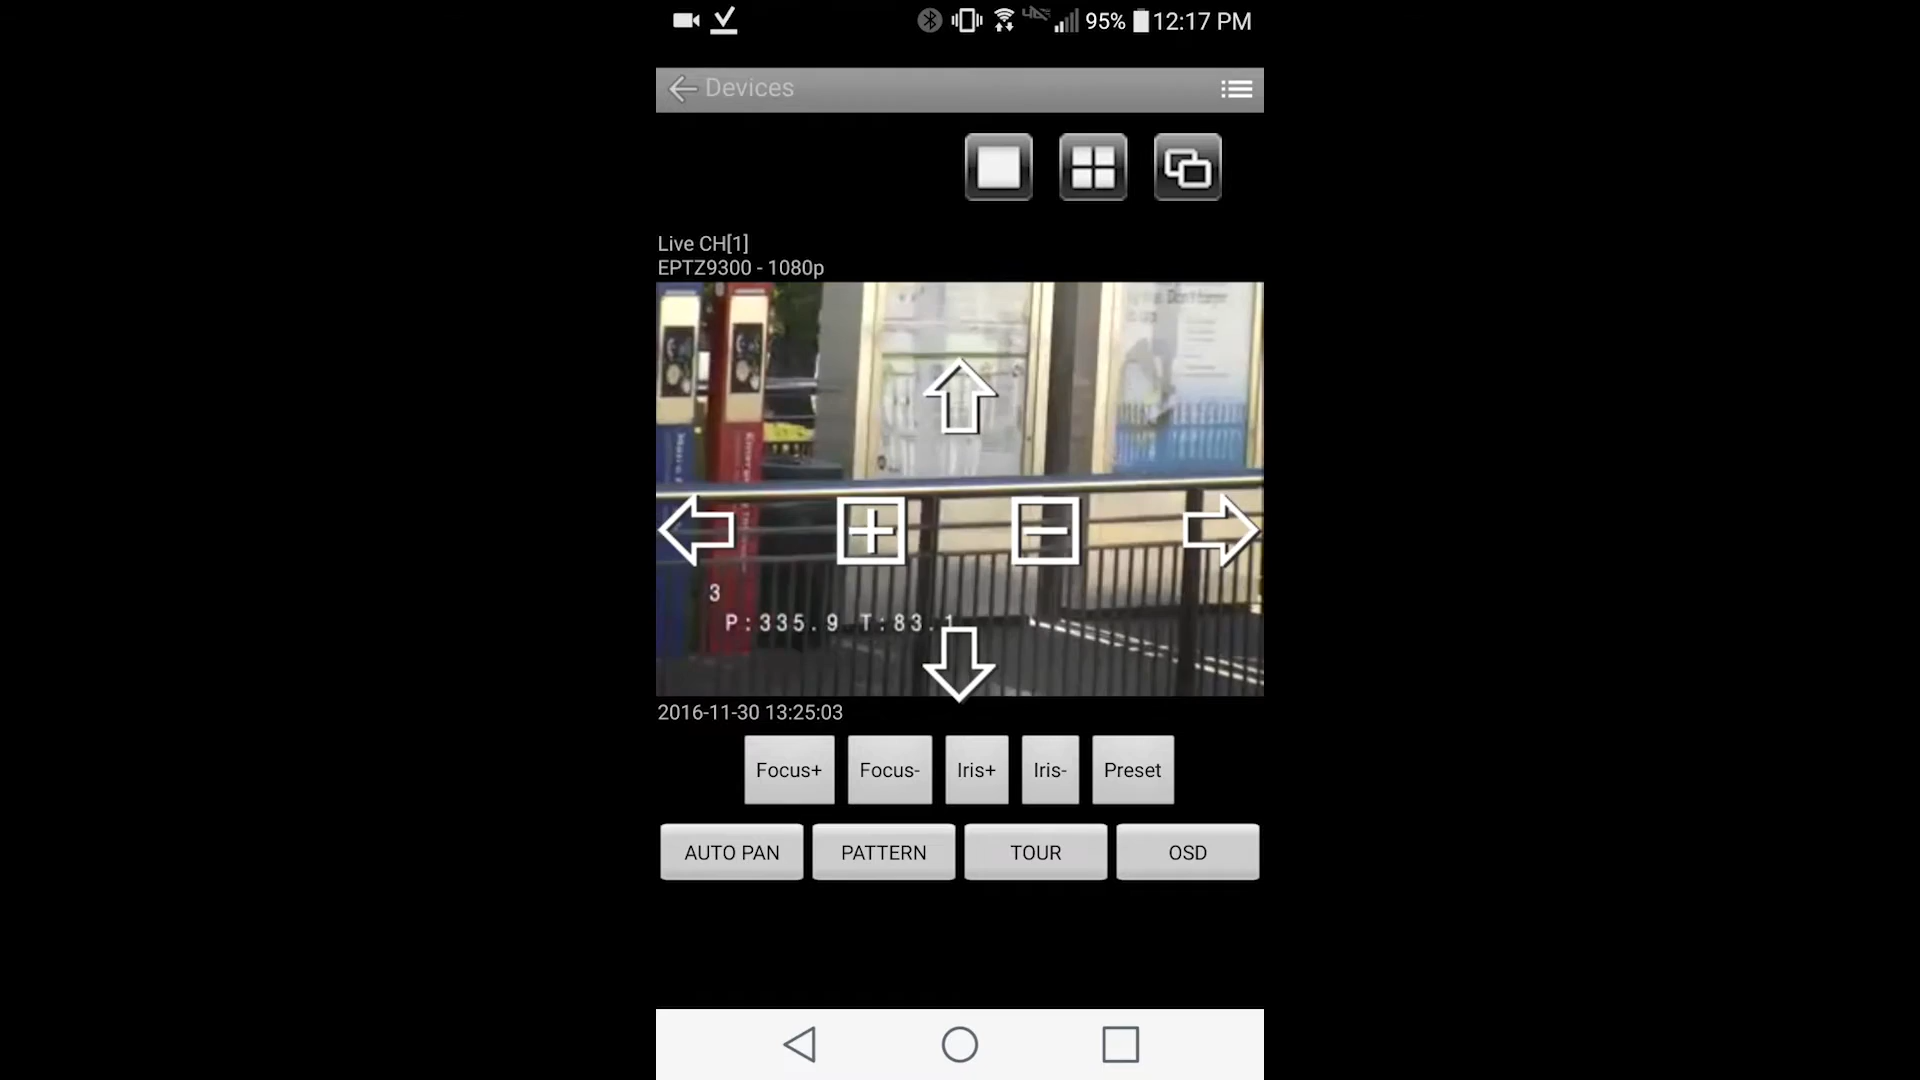 95% 12:17 PM
Devices
Live CH[1]
EPTZ9300 - 1080p
3
P:335.9 T:83.1
2016-11-30 13:25:03
Focus+ Focus- Iris+ Iris- Preset
AUTO PAN PATTERN TOUR OSD